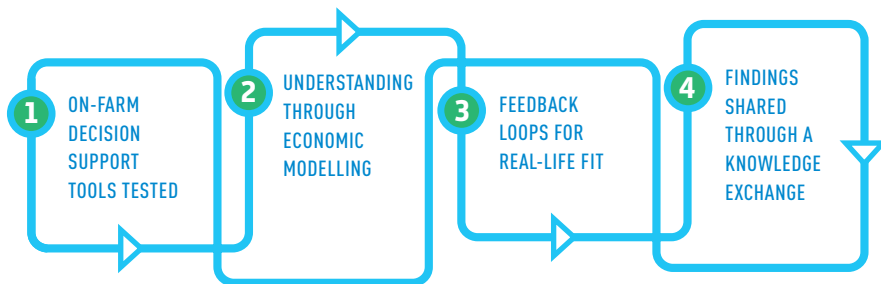 1
ON-FARM
DECISION
SUPPORT
TOOLS TESTED
2
UNDERSTANDING
THROUGH
ECONOMIC
MODELLING
3
FEEDBACK
LOOPS FOR
REAL-LIFE FIT
4
FINDINGS
SHARED
THROUGH A
KNOWLEDGE
EXCHANGE